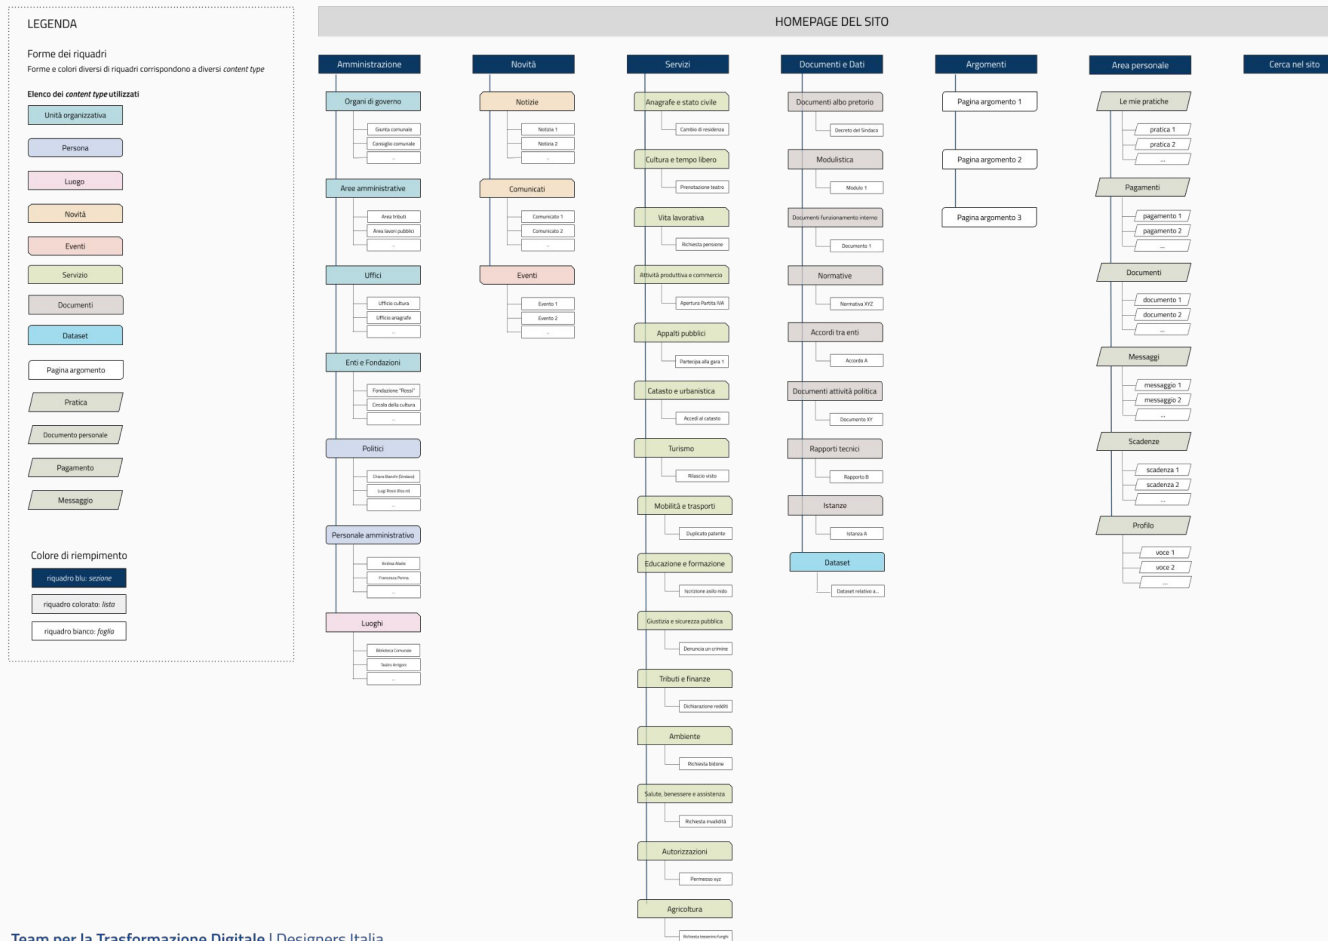 LEGENDA
Forme dei riquadri
Forme e colori diversi di riquadri corrispondono a diversi content type
Elenco dei content type utilizzati
Unità organizzativa
Persona
Luogo
Novità
Eventi
Servizio
Documenti
Dataset
Pagina argomento
Pratica
Documento personale
Pagamento
Messaggio
Colore di riempimento
riquadro blu: sezione
riquadro colorato: lista
riquadro bianco: foglia
HOMEPAGE DEL SITO
Amministrazione
Organi di governo
Giunta comunale
Consiglio comunale
...
Aree amministrative
Area tributi
Area lavori pubblici
...
Uffici
Ufficio cultura
Ufficio anagrafe
...
Enti e Fondazioni
Fondazione "Rossi"
Circolo della cultura
...
Politici
Chiara Bianchi (Sindaco)
Luigi Rossi
...
Personale amministrativo
Andrea
Francesca
...
Luoghi
Biblioteca Comunale
Teatro Arrigoni
...
Novità
Notizie
Notizia 1
Notizia 2
...
Comunicati
Comunicato 1
Comunicato 2
...
Eventi
Evento 1
Evento 2
...
Servizi
Anagrafe e stato civile
Cambio di residenza
Cultura e tempo libero
Prenotazione teatro
Vita lavorativa
Richiesta pensione
Attività produttiva e commercio
Apertura Partita IVA
Appalti pubblici
Partecipa alla gara 1
Catasto e urbanistica
Accedi al catasto
Turismo
Rilascio visto
Mobilità e trasporti
Duplicato patente
Educazione e formazione
Iscrizione asilo nido
Giustizia e sicurezza pubblica
Denuncia un crimine
Tributi e finanze
Dichiarazione redditi
Ambiente
Richiesta bidone
Salute, benessere e assistenza
Richiesta invalidità
Autorizzazioni
Permesso xyz
Agricoltura
Richiesta tesserino funghi
Documenti e Dati
Documenti albo pretorio
Decreto del Sindaco
Modulistica
Modulo 1
Documenti funzionamento interno
Documento 1
Normative
Normativa XYZ
Accordi tra enti
Accordo A
Documenti attività politica
Documento XY
Rapporti tecnici
Rapporto B
Istanze
Istanza A
Dataset
Dataset relativo a...
Argomenti
Pagina argomento 1
Pagina argomento 2
Pagina argomento 3
Area personale
Le mie pratiche
pratica 1
pratica 2
...
Pagamenti
pagamento 1
pagamento 2
...
Documenti
documento 1
documento 2
...
Messaggi
messaggio 1
messaggio 2
...
Scadenze
scadenza 1
scadenza 2
...
Profilo
voce 1
voce 2
...
Cerca nel sito
Team per la Trasformazione Digitale | Designers Italia